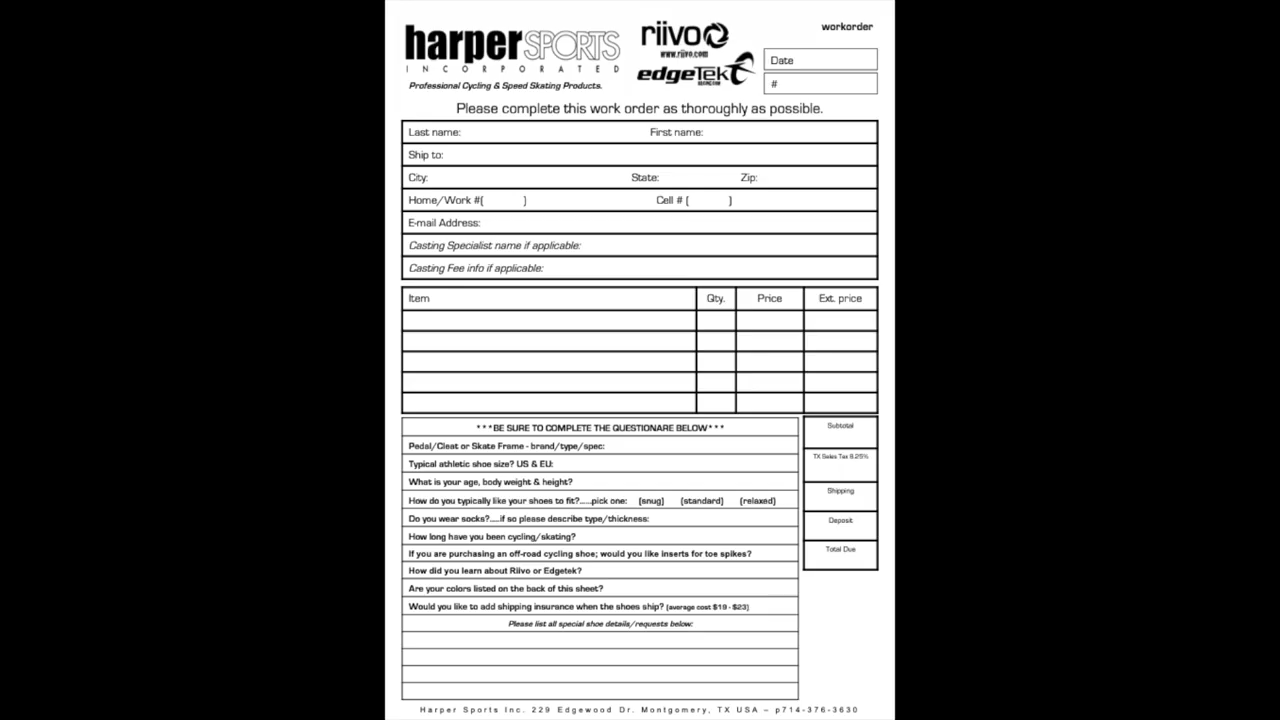 harper SPORTS
INCORPORATED
Professional Cycling & Speed Skating Products.
riivo
www.riivo.com
edgeTek
workorder
Date
#
Please complete this work order as thoroughly as possible.
Last name: First name:
Ship to:
City: State: Zip:
Home/Work #( ) Cell # ( )
E-mail Address:
Casting Specialist name if applicable:
Casting Fee info if applicable:
Item Qty. Price Ext. price
***BE SURE TO COMPLETE THE QUESTIONARE BELOW***
Pedal/Cleat or Skate Frame - brand/type/spec:
Typical athletic shoe size? US & EU:
What is your age, body weight & height?
How do you typically like your shoes to fit?......pick one: (snug) (standard) (relaxed)
Do you wear socks?.....if so please describe type/thickness:
How long have you been cycling/skating?
If you are purchasing an off-road cycling shoe; would you like inserts for toe spikes?
How did you learn about Riivo or Edgetek?
Are your colors listed on the back of this sheet?
Would you like to add shipping insurance when the shoes ship? (average cost $19 - $23)
Please list all special shoe details/requests below:
Subtotal
TX Sales Tax 8.25%
Shipping
Deposit
Total Due
Harper Sports Inc. 229 Edgewood Dr. Montgomery, TX USA – p714-376-3630